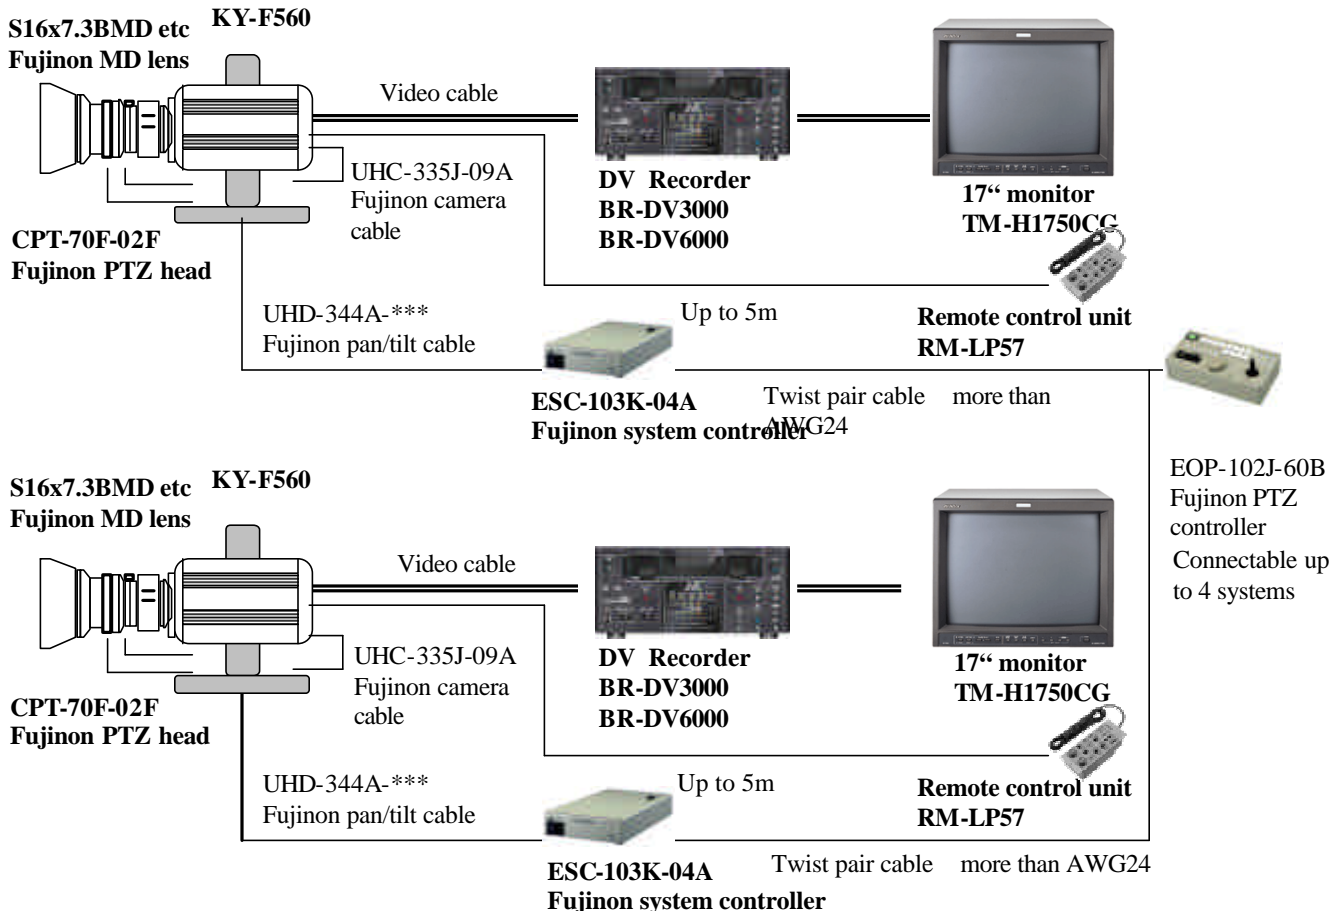 S16x7.3BMD etc
Fujinon MD lens
KY-F560
Video cable
UHC-335J-09A
Fujinon camera
cable
DV Recorder
BR-DV3000
BR-DV6000
17“ monitor
TM-H1750CG
CPT-70F-02F
Fujinon PTZ head
UHD-344A-***
Fujinon pan/tilt cable
Up to 5m
Remote control unit
RM-LP57
ESC-103K-04A
Fujinon system controller
Twist pair cable more than
AWG24
EOP-102J-60B
Fujinon PTZ
controller
Connectable up
to 4 systems
S16x7.3BMD etc
Fujinon MD lens
KY-F560
Video cable
UHC-335J-09A
Fujinon camera
cable
DV Recorder
BR-DV3000
BR-DV6000
17“ monitor
TM-H1750CG
CPT-70F-02F
Fujinon PTZ head
UHD-344A-***
Fujinon pan/tilt cable
Up to 5m
Remote control unit
RM-LP57
ESC-103K-04A
Fujinon system controller
Twist pair cable more than AWG24